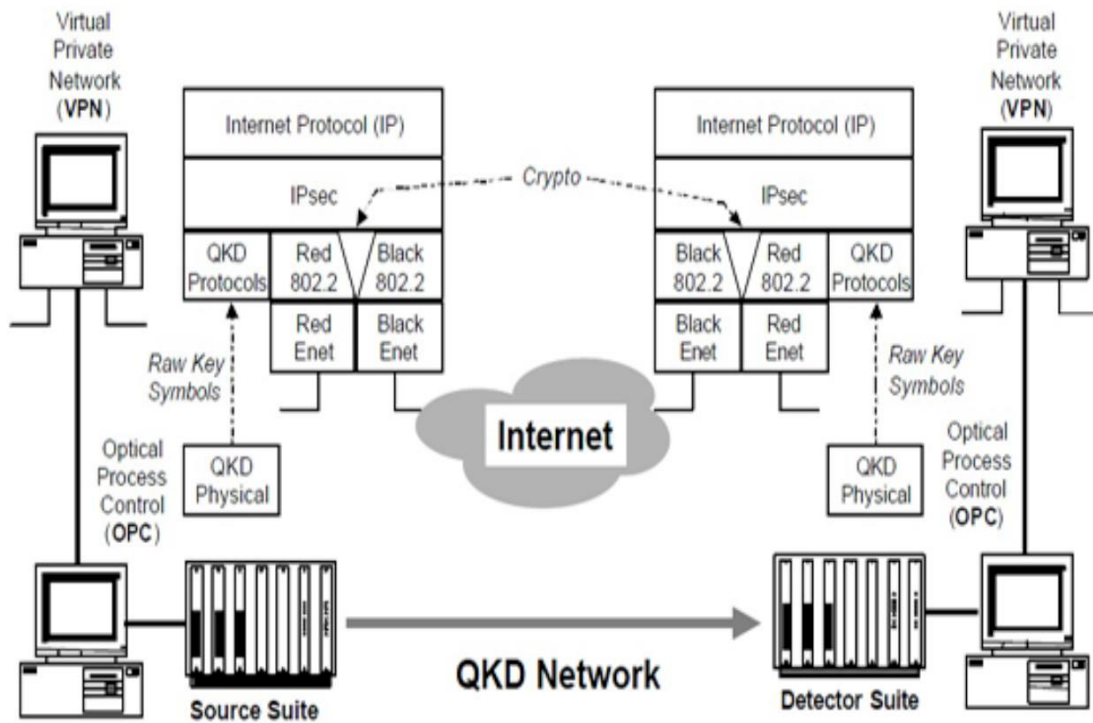 Virtual
Private
Network
(VPN)
Internet Protocol (IP)
IPsec
QKD
Protocols
Red
802.2
Black
802.2
Red
Enet
Black
Enet
Raw Key
Symbols
QKD
Physical
Optical
Process
Control
(OPC)
Source Suite
Crypto
Internet
QKD Network
Virtual
Private
Network
(VPN)
Internet Protocol (IP)
IPsec
Black
802.2
Red
802.2
QKD
Protocols
Black
Enet
Red
Enet
Raw Key
Symbols
QKD
Physical
Optical
Process
Control
(OPC)
Detector Suite